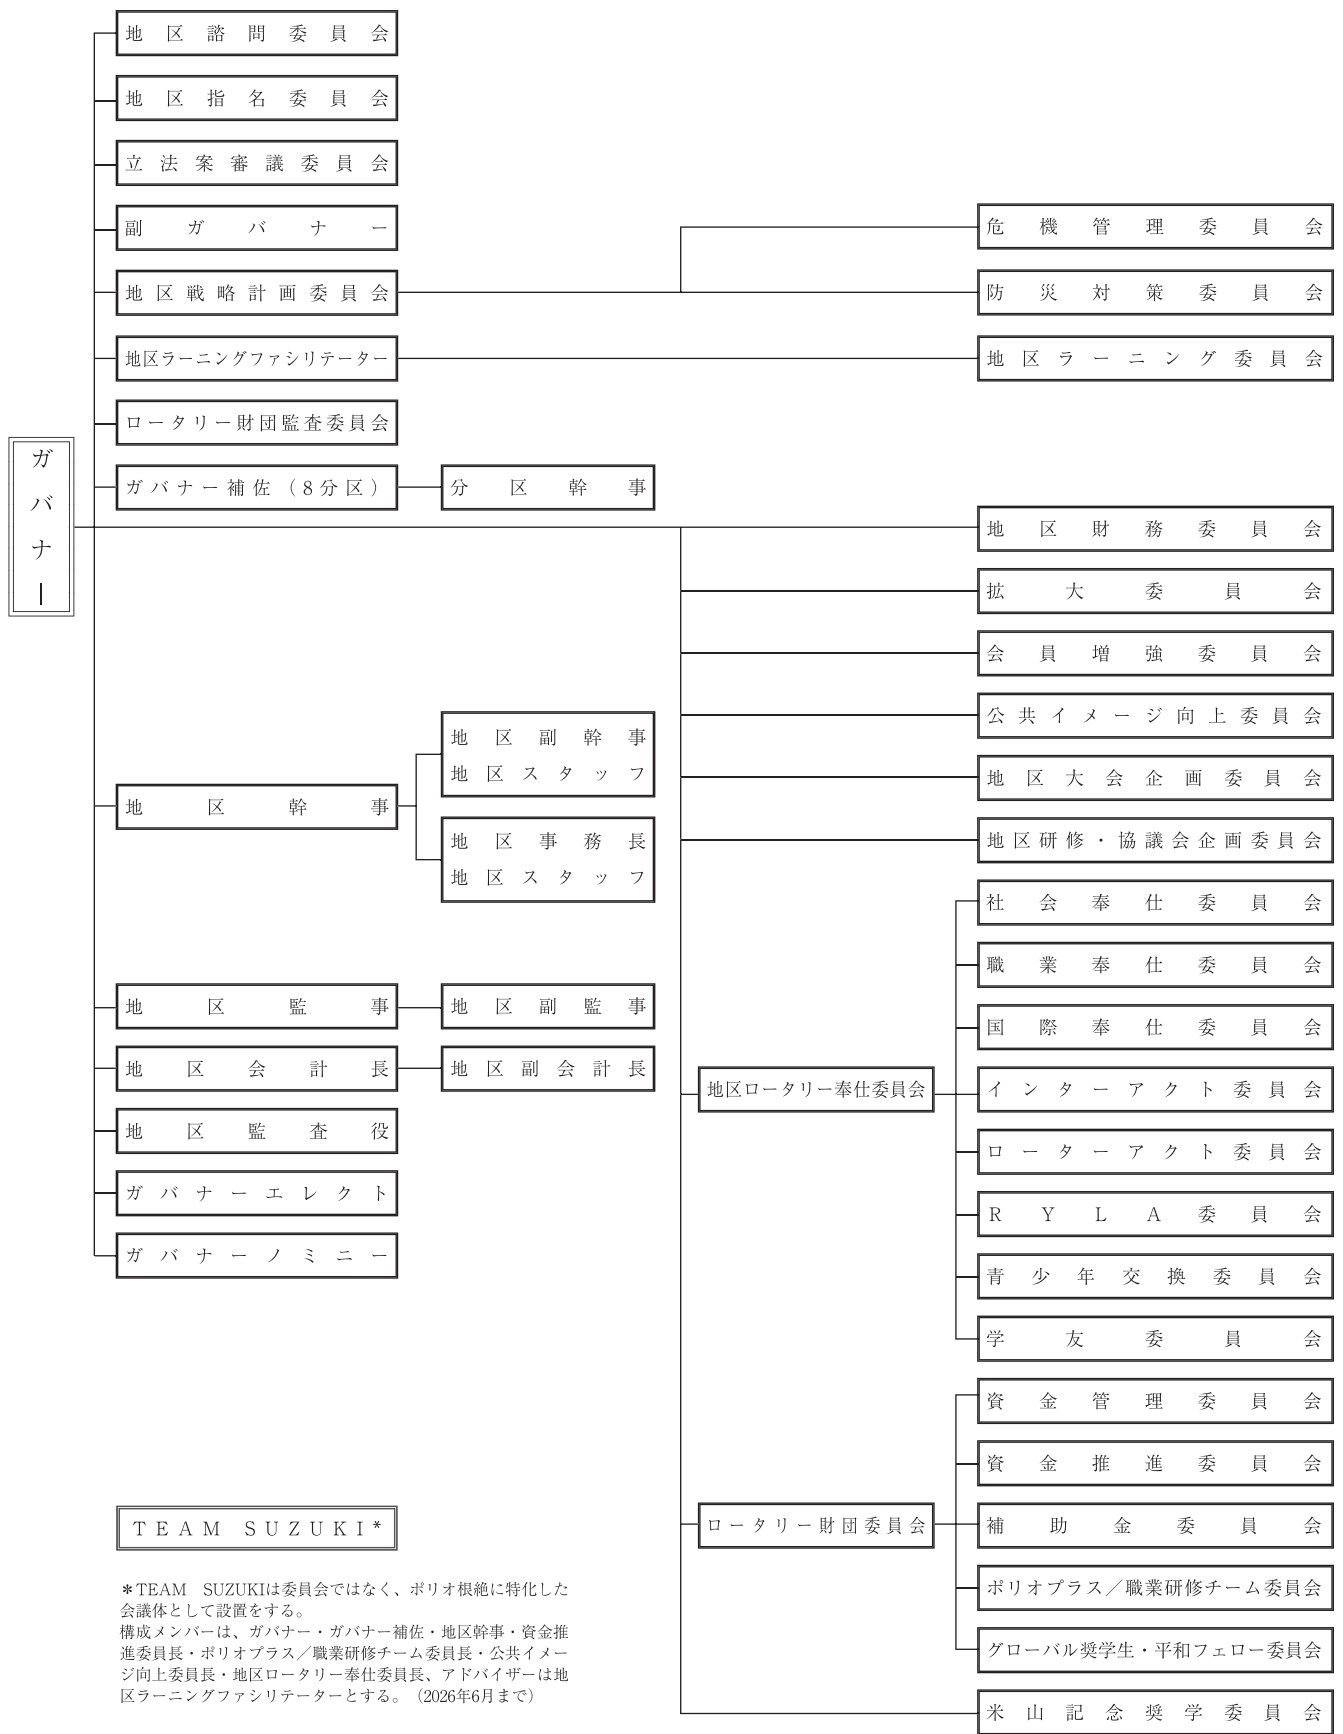 ガバナー
地区諮問委員会
地区指名委員会
立法案審議委員会
副ガバナー
地区戦略計画委員会
危機管理委員会
防災対策委員会
地区ラーニングファシリテーター
地区ラーニング委員会
ロータリー財団監査委員会
ガバナー補佐（8分区）
分区幹事
地区財務委員会
拡大委員会
会員増強委員会
公共イメージ向上委員会
地区大会企画委員会
地区研修・協議会企画委員会
地区幹事
地区副幹事
地区スタッフ
地区事務長
地区スタッフ
地区監事
地区副監事
地区会計長
地区副会計長
地区監査役
ガバナーエレクト
ガバナーノミニー
地区ロータリー奉仕委員会
社会奉仕委員会
職業奉仕委員会
国際奉仕委員会
インターアクト委員会
ローターアクト委員会
RYLA委員会
青少年交換委員会
学友委員会
ロータリー財団委員会
資金管理委員会
資金推進委員会
補助金委員会
ポリオプラス／職業研修チーム委員会
グローバル奨学生・平和フェロー委員会
米山記念奨学委員会
TEAM SUZUKI*
＊TEAM　SUZUKIは委員会ではなく、ポリオ根絶に特化した
会議体として設置をする。
構成メンバーは、ガバナー・ガバナー補佐・地区幹事・資金推
進委員長・ポリオプラス／職業研修チーム委員長・公共イメー
ジ向上委員長・地区ロータリー奉仕委員長、アドバイザーは地
区ラーニングファシリテーターとする。（2026年6月まで）